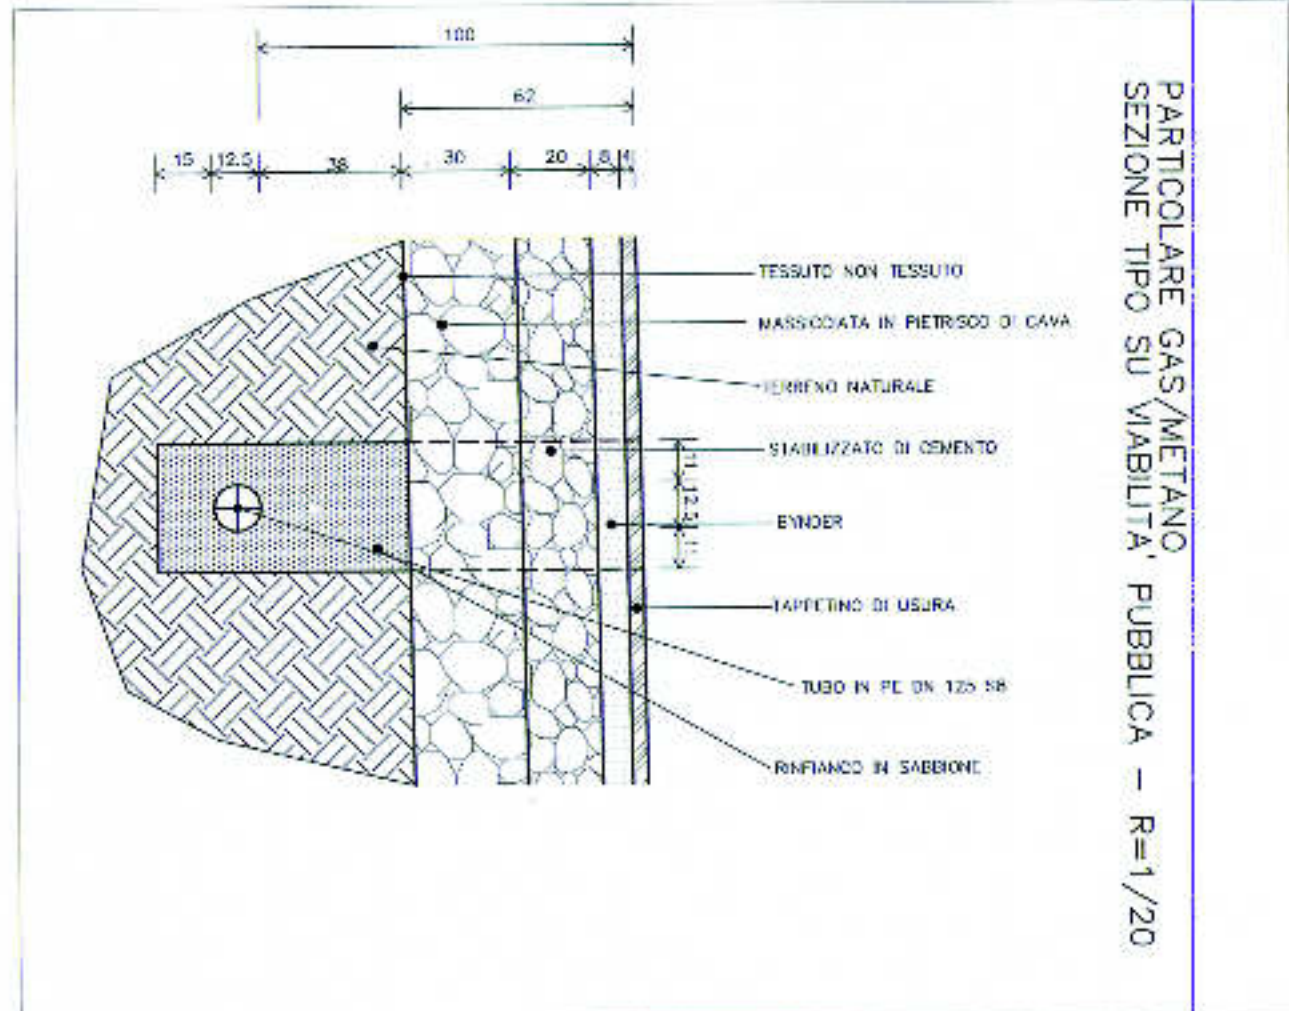 PARTICOLARE GAS/METANO
SEZIONE TIPO SU VIABILITA' PUBBLICA - R=1/20
100
62
15 12.5 38 30 20 8 4
TESSUTO NON TESSUTO
MASSICCIATA IN PIETRISCO DI CAVA
TERRENO NATURALE
STABILIZZATO DI CEMENTO
11 12.5 11
BYNDER
TAPPETINO DI USURA
TUBO IN PE DN 125 S8
RINFIANCO IN SABBIONE